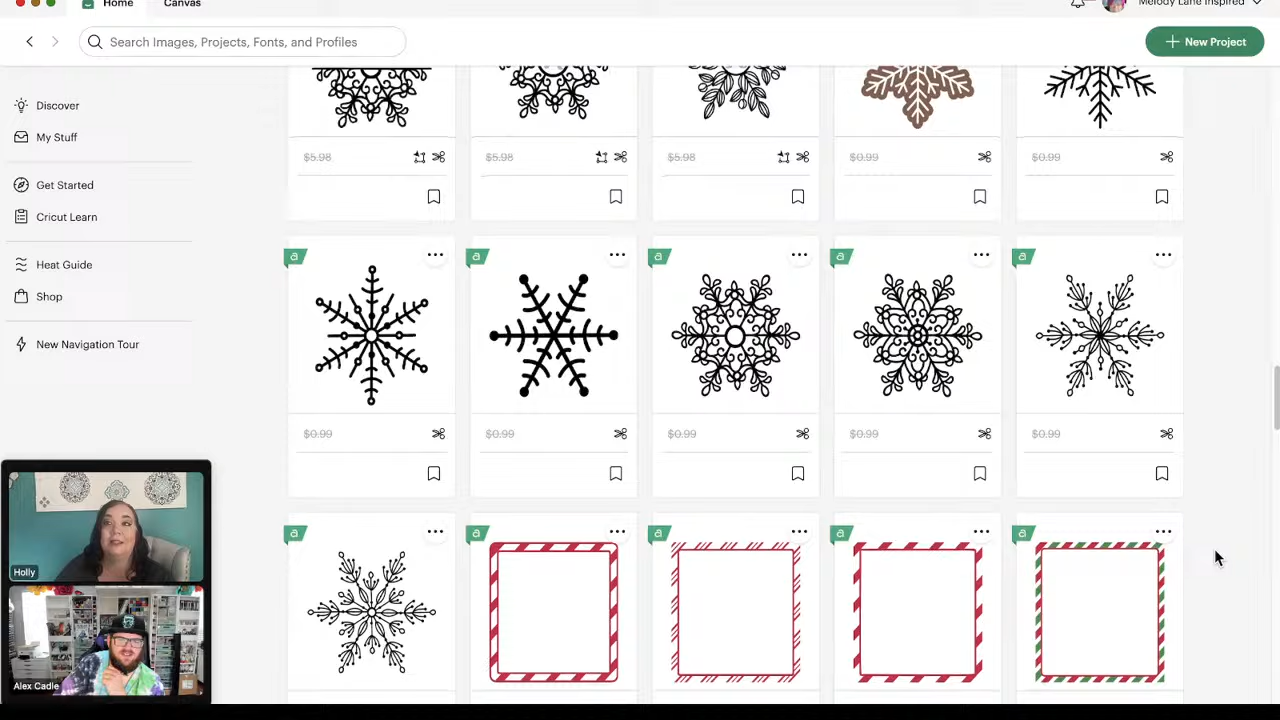 Home
Canvas
Melody Lane Inspired
Search Images, Projects, Fonts, and Profiles
New Project
Discover
My Stuff
Get Started
Cricut Learn
Heat Guide
Shop
New Navigation Tour
$5.98
$5.98
$5.98
$0.99
$0.99
a
a
a
a
a
$0.99
$0.99
$0.99
$0.99
$0.99
a
a
a
a
a
Holly
Alex Cadle